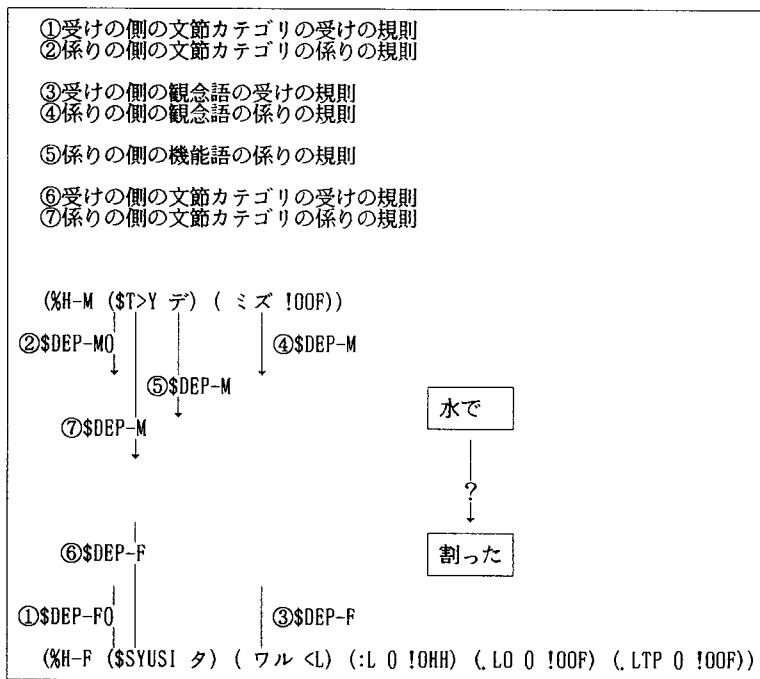 ①受けの側の文節カテゴリの受けの規則
②係りの側の文節カテゴリの係りの規則
③受けの側の観念語の受けの規則
④係りの側の観念語の係りの規則
⑤係りの側の機能語の係りの規則
⑥受けの側の文節カテゴリの受けの規則
⑦係りの側の文節カテゴリの係りの規則
(%H-M ($T>Y デ) ( ミズ !OOF))
②$DEP-MO
④$DEP-M
⑤$DEP-M
⑦$DEP-M
水で
?
⑥$DEP-F
割った
①$DEP-FO
③$DEP-F
(%H-F ($SYUSI タ) ( ワル <L) (:L O !OHH) (.LO O !OOF) (.LTP O !OOF))